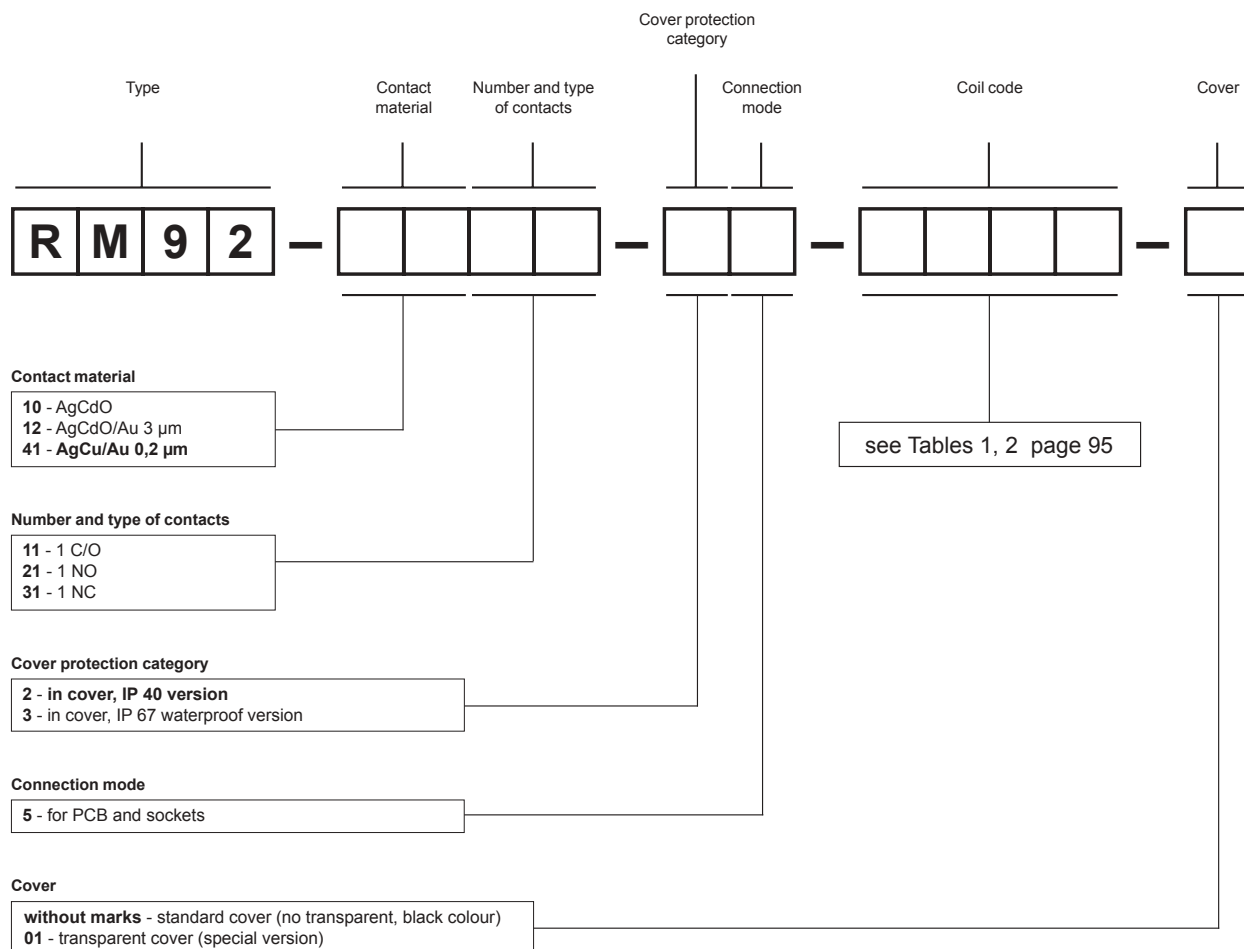 Cover protection
category
Type
Contact
material
Number and type
of contacts
Connection
mode
Coil code
Cover
RM92 – – – –
Contact material
10 - AgCdO
12 - AgCdO/Au 3 µm
41 - AgCu/Au 0,2 µm
see Tables 1, 2 page 95
Number and type of contacts
11 - 1 C/O
21 - 1 NO
31 - 1 NC
Cover protection category
2 - in cover, IP 40 version
3 - in cover, IP 67 waterproof version
Connection mode
5 - for PCB and sockets
Cover
without marks - standard cover (no transparent, black colour)
01 - transparent cover (special version)